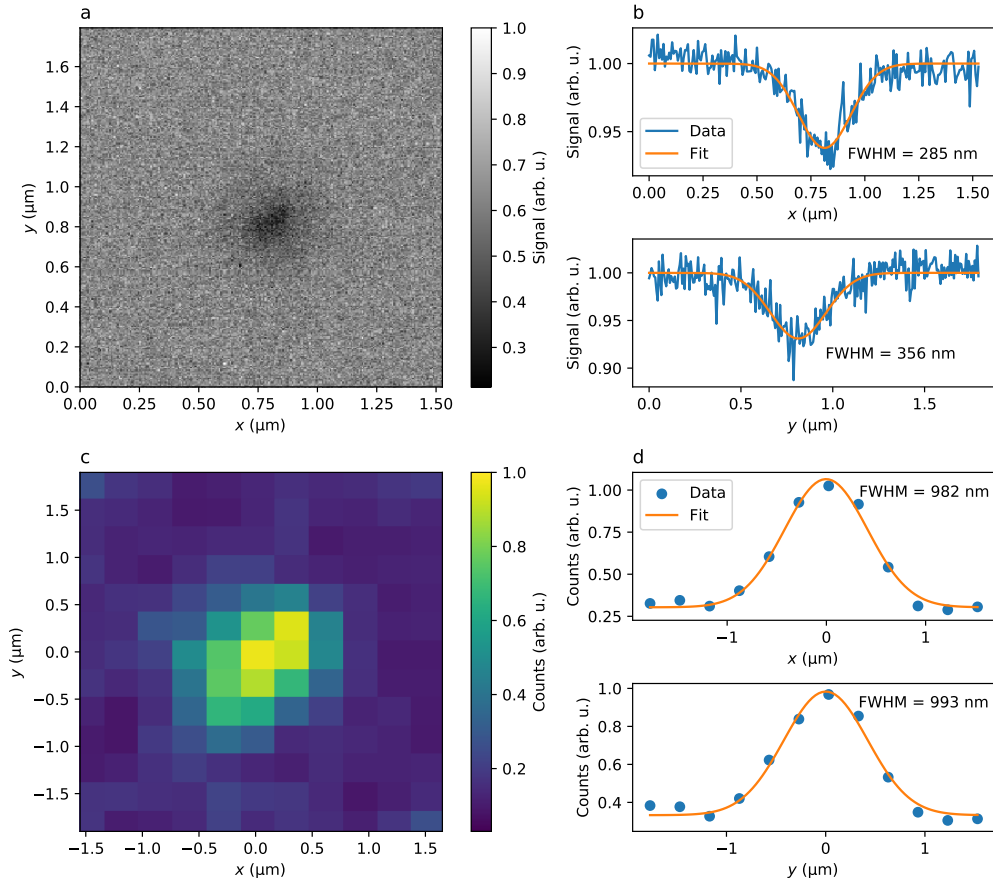 a
1.75
1.50
1.25
1.0
0.8
0.6
0.4
0.2
0.0
y (µm)
0.00 0.25 0.50 0.75 1.00 1.25 1.50
x (µm)
1.0
0.9
0.8
0.7
0.6
0.5
0.4
0.3
Signal (arb. u.)
b
1.00
0.95
Signal (arb. u.)
Data
Fit
FWHM = 285 nm
0.00 0.25 0.50 0.75 1.00 1.25 1.50
x (µm)
1.00
0.95
0.90
Signal (arb. u.)
FWHM = 356 nm
0.0 0.5 1.0 1.5
y (µm)
c
1.5
1.0
0.5
0.0
−0.5
−1.0
−1.5
y (µm)
−1.5 −1.0 −0.5 0.0 0.5 1.0 1.5
x (µm)
1.0
0.8
0.6
0.4
0.2
Counts (arb. u.)
d
1.00
0.75
0.50
0.25
Counts (arb. u.)
Data
Fit
FWHM = 982 nm
−1 0 1
x (µm)
1.0
0.8
0.6
0.4
Counts (arb. u.)
FWHM = 993 nm
−1 0 1
y (µm)